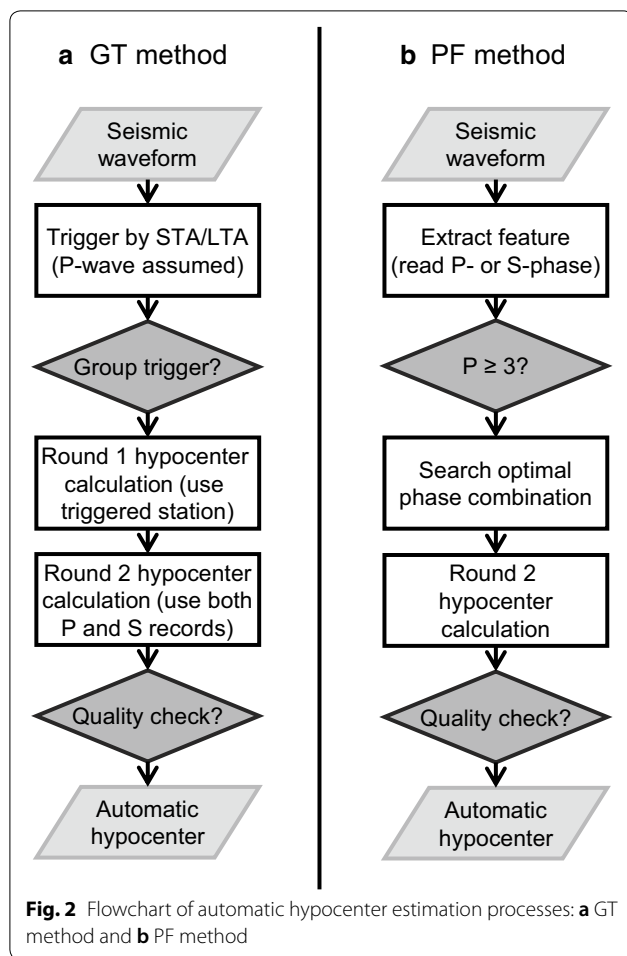 a GT method
Seismic
waveform
Trigger by STA/LTA
(P-wave assumed)
Group trigger?
Round 1 hypocenter
calculation (use
triggered station)
Round 2 hypocenter
calculation (use both
P and S records)
Quality check?
Automatic
hypocenter
b PF method
Seismic
waveform
Extract feature
(read P- or S-phase)
P ≥ 3?
Search optimal
phase combination
Round 2
hypocenter
calculation
Quality check?
Automatic
hypocenter
Fig. 2 Flowchart of automatic hypocenter estimation processes: a GT
method and b PF method